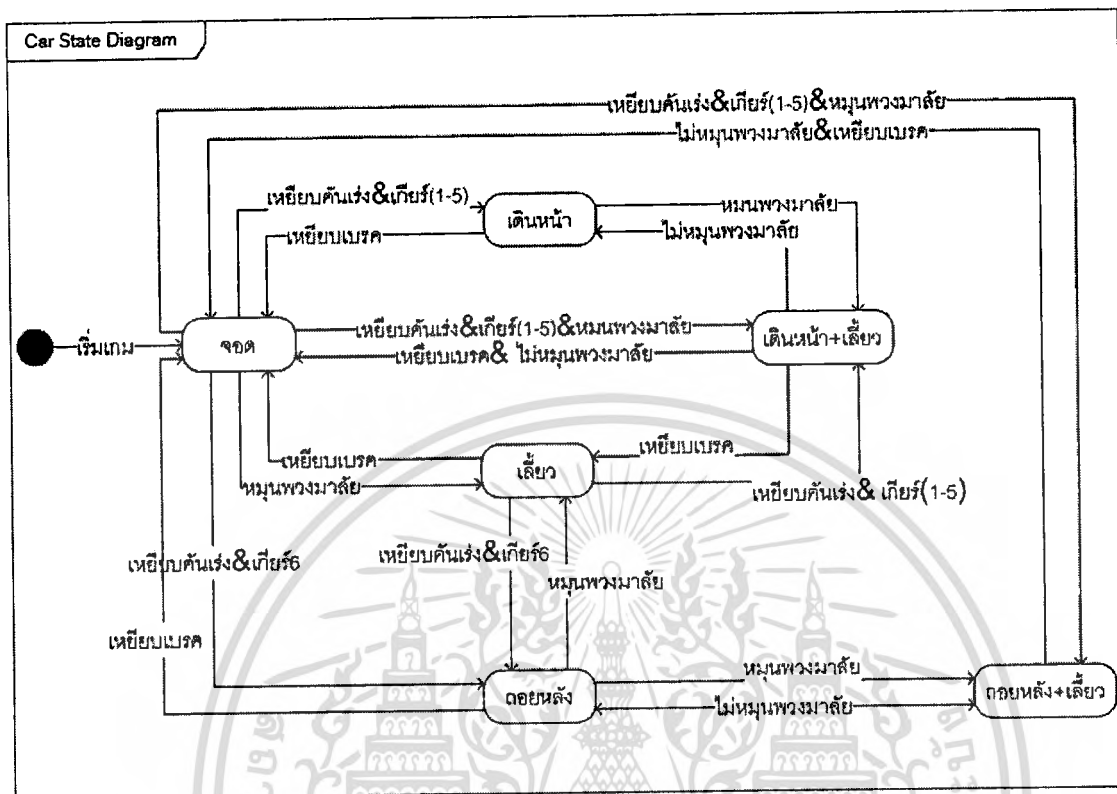 Car State Diagram
เหยียบคันเร่ง&เกียร์(1-5)&หมุนพวงมาลัย
ไม่หมุนพวงมาลัย&เหยียบเบรค
เหยียบคันเร่ง&เกียร์(1-5)
เดินหน้า
หมุนพวงมาลัย
ไม่หมุนพวงมาลัย
เหยียบเบรค
เริ่มเกม
จอด
เหยียบคันเร่ง&เกียร์(1-5)&หมุนพวงมาลัย
เหยียบเบรค& ไม่หมุนพวงมาลัย
เดินหน้า+เลี้ยว
เหยียบเบรค
หมุนพวงมาลัย
เลี้ยว
เหยียบเบรค
เหยียบคันเร่ง& เกียร์(1-5)
เหยียบคันเร่ง&เกียร์6
เหยียบคันเร่ง&เกียร์6
หมุนพวงมาลัย
เหยียบเบรค
ถอยหลัง
หมุนพวงมาลัย
ไม่หมุนพวงมาลัย
ถอยหลัง+เลี้ยว